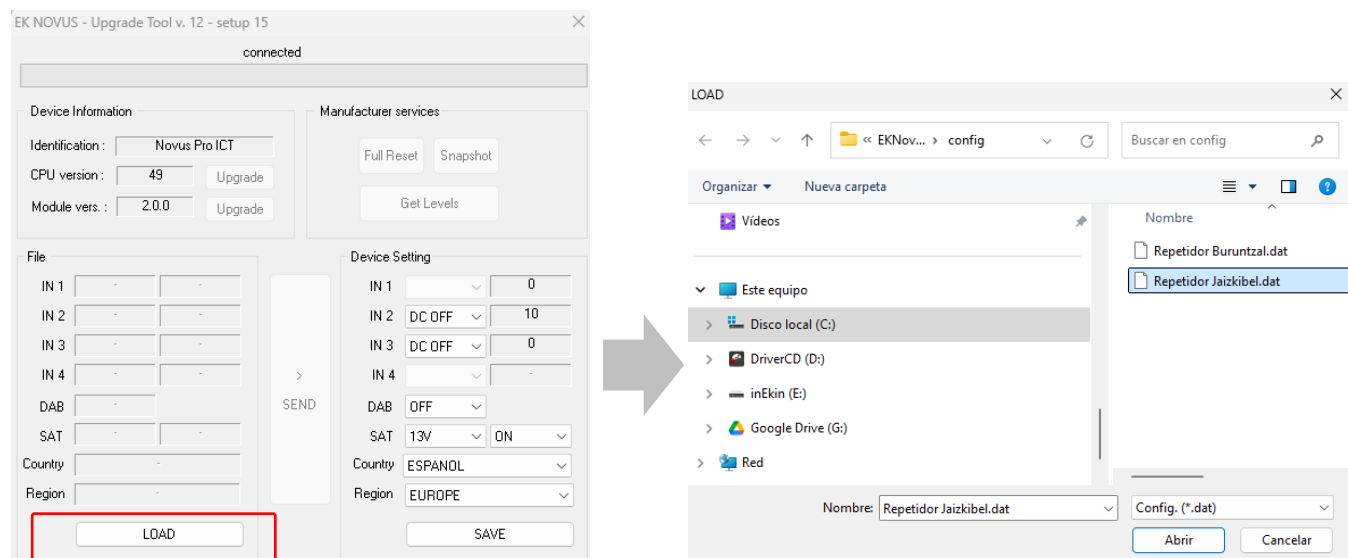 EK NOVUS - Upgrade Tool v. 12 - setup 15
connected
Device Information
Identification : Novus Pro ICT
CPU version : 49 Upgrade
Module vers. : 2.0.0 Upgrade
Manufacturer services
Full Reset Snapshot
Get Levels
File
IN 1 - -
IN 2 - -
IN 3 - -
IN 4 - -
DAB -
SAT - -
Country -
Region -
LOAD
>
SEND
Device Setting
IN 1 0
IN 2 DC OFF 10
IN 3 DC OFF 0
IN 4 -
DAB OFF
SAT 13V ON
Country ESPANOL
Region EUROPE
SAVE
LOAD
« EKNov... › config
Buscar en config
Organizar Nueva carpeta
Vídeos
Este equipo
Disco local (C:)
DriverCD (D:)
inEkin (E:)
Google Drive (G:)
Red
Nombre
Repetidor Buruntzal.dat
Repetidor Jaizkibel.dat
Nombre: Repetidor Jaizkibel.dat
Config. (*.dat)
Abrir Cancelar